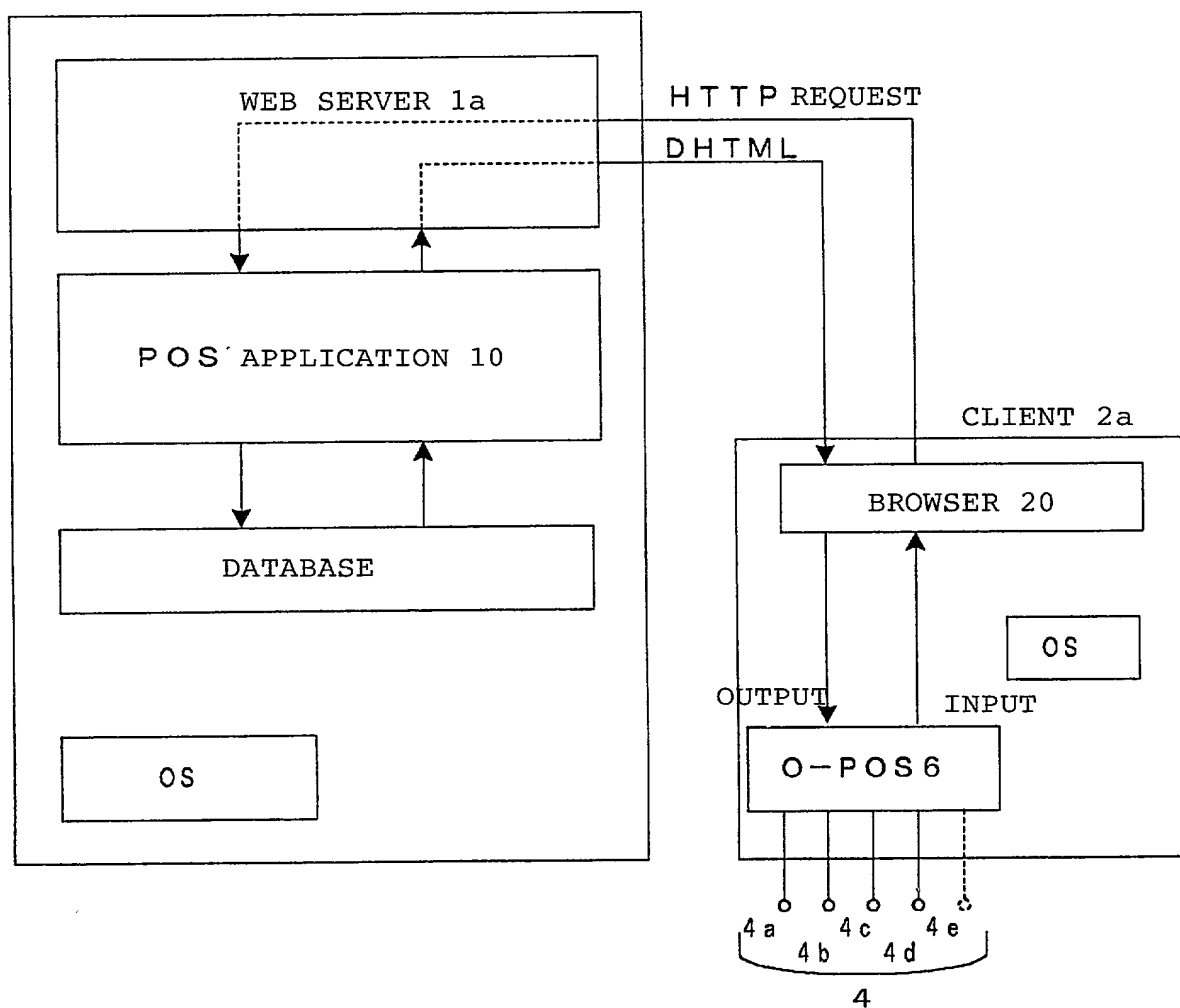 WEB SERVER 1a
HTTP REQUEST
DHTML
POS APPLICATION 10
CLIENT 2a
BROWSER 20
DATABASE
OS
OUTPUT
INPUT
O-POS6
OS
4a
4b
4c
4d
4e
4